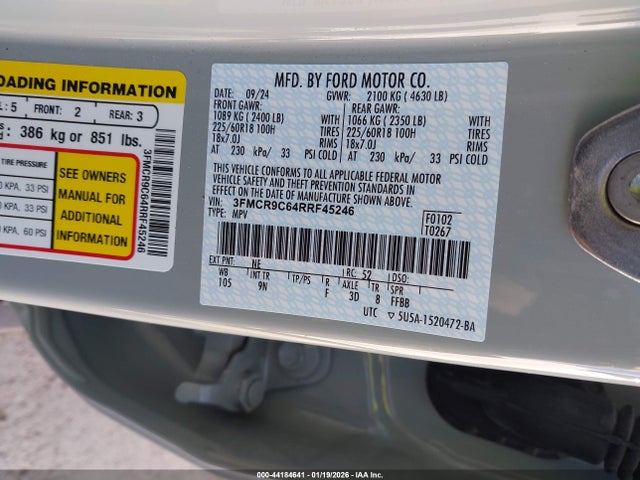 OADING INFORMATION
L: 5 FRONT: 2 REAR: 3
S: 386 kg or 851 lbs.
TIRE PRESSURE
KPA, 33 PSI
KPA, 33 PSI
KPA, 60 PSI
SEE OWNERS
MANUAL FOR
ADDITIONAL
INFORMATION
3FMCR9C64RRF45246
MFD. BY FORD MOTOR CO.
DATE: 09/24 GVWR: 2100 KG ( 4630 LB)
FRONT GAWR: REAR GAWR:
1089 KG ( 2400 LB) 1066 KG ( 2350 LB)
225/60R18 100H TIRES 225/60R18 100H TIRES
18x7.0J RIMS 18x7.0J RIMS
AT 230 kPa/ 33 PSI COLD AT 230 kPa/ 33 PSI COLD
THIS VEHICLE CONFORMS TO ALL APPLICABLE FEDERAL MOTOR
VEHICLE SAFETY AND THEFT PREVENTION STANDARDS IN
EFFECT ON THE DATE OF MANUFACTURE
SHOWN ABOVE.
VIN: 3FMCR9C64RRF45246
TYPE: MPV
F0102
T0267
EXT PNT: NE RC: 52 DSO:
WB INT TR TP/PS R AXLE TR SPR
105 9N F 3D 8 FFBB
UTC ▽ 5U5A-1520472-BA
000-44184641 - 01/19/2026 - IAA Inc.